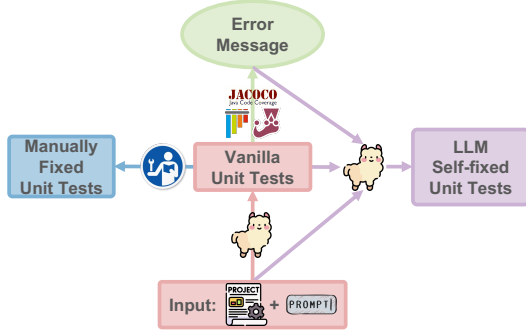 Error
Message
JACOCO
Java Code Coverage
Manually
Fixed
Unit Tests
Vanilla
Unit Tests
LLM
Self-fixed
Unit Tests
PROJECT
Input: + PROMPT